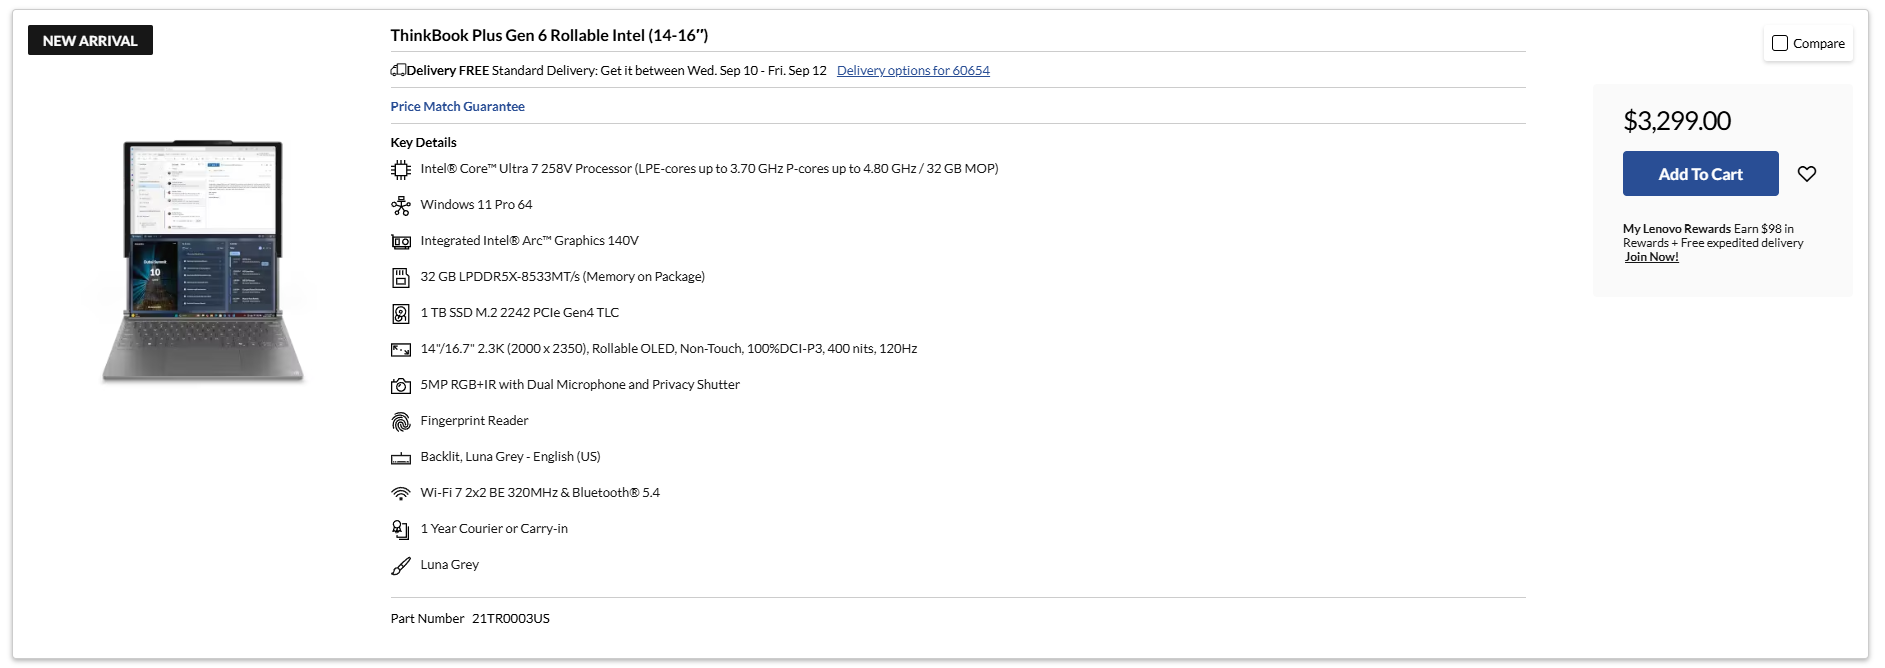 NEW ARRIVAL
ThinkBook Plus Gen 6 Rollable Intel (14-16″)
Compare
Delivery FREE Standard Delivery: Get it between Wed. Sep 10 - Fri. Sep 12 Delivery options for 60654
Price Match Guarantee
Key Details
Intel® Core™ Ultra 7 258V Processor (LPE-cores up to 3.70 GHz P-cores up to 4.80 GHz / 32 GB MOP)
Windows 11 Pro 64
Integrated Intel® Arc™ Graphics 140V
32 GB LPDDR5X-8533MT/s (Memory on Package)
1 TB SSD M.2 2242 PCIe Gen4 TLC
14"/16.7" 2.3K (2000 x 2350), Rollable OLED, Non-Touch, 100%DCI-P3, 400 nits, 120Hz
5MP RGB+IR with Dual Microphone and Privacy Shutter
Fingerprint Reader
Backlit, Luna Grey - English (US)
Wi-Fi 7 2x2 BE 320MHz & Bluetooth® 5.4
1 Year Courier or Carry-in
Luna Grey
Part Number 21TR0003US
$3,299.00
Add To Cart
My Lenovo Rewards Earn $98 in
Rewards + Free expedited delivery
Join Now!
10